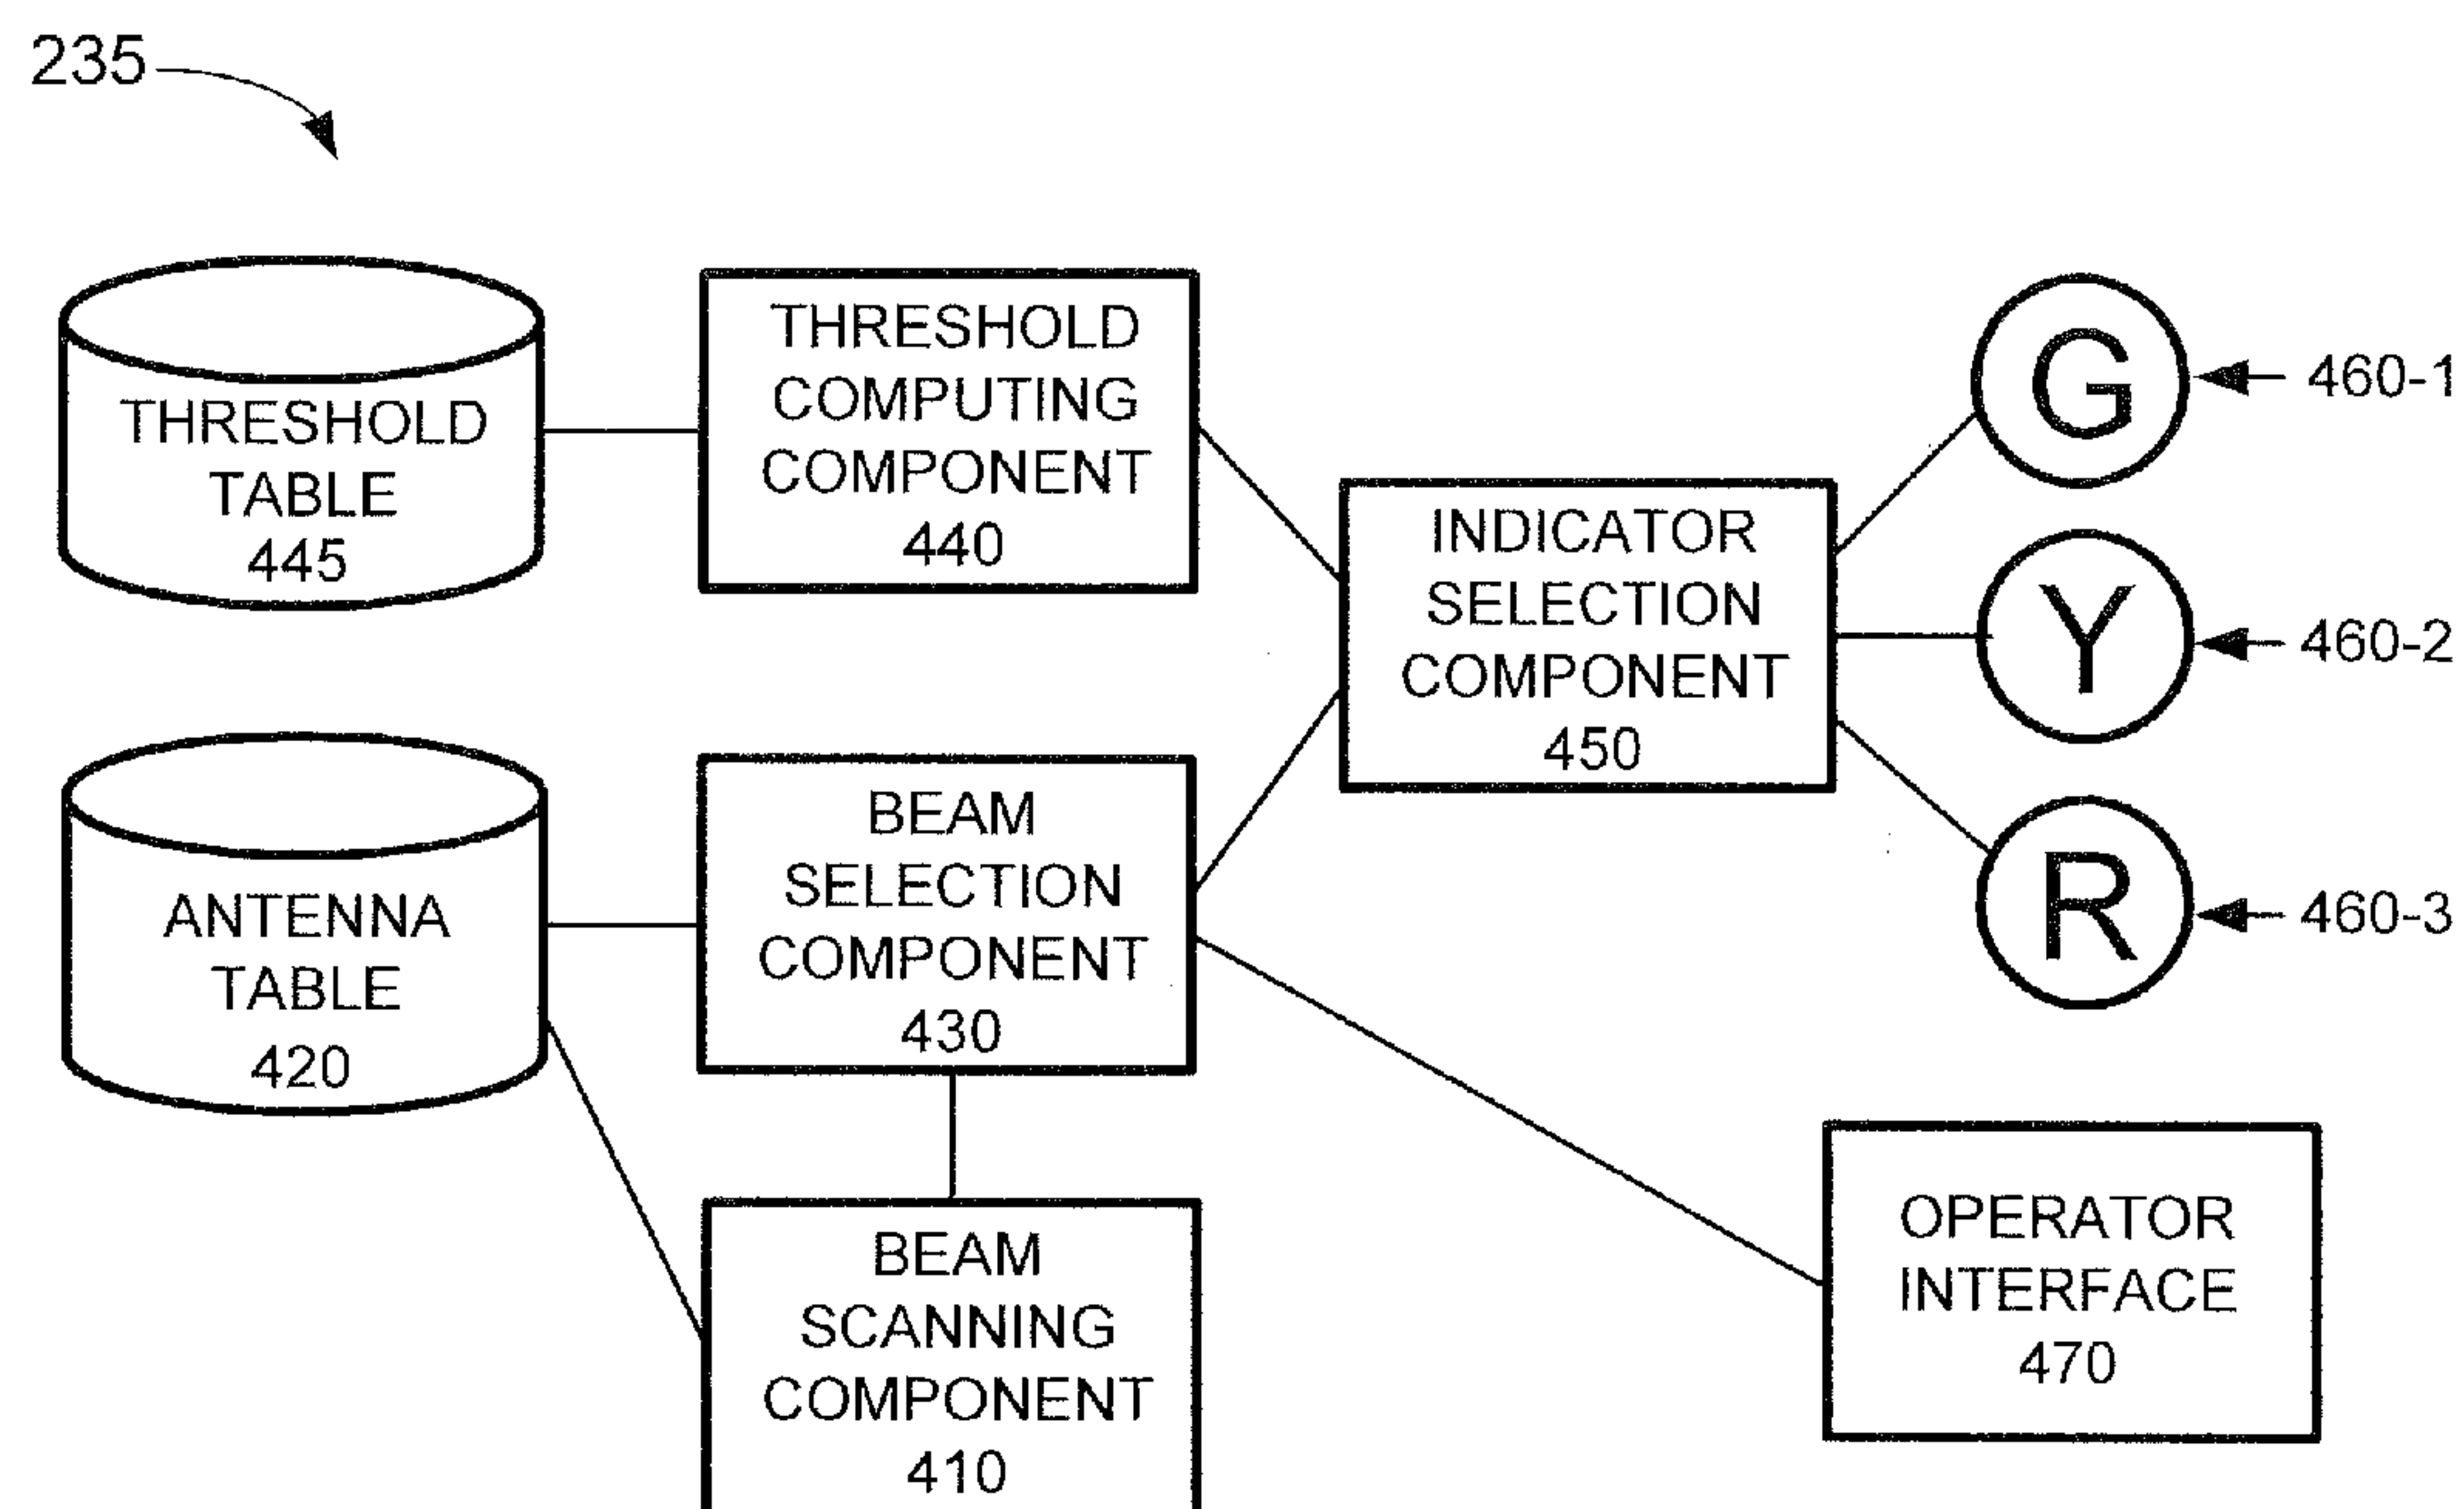 235
THRESHOLD
TABLE
445
THRESHOLD
COMPUTING
COMPONENT
440
INDICATOR
SELECTION
COMPONENT
450
G
460-1
Y
460-2
R
460-3
ANTENNA
TABLE
420
BEAM
SELECTION
COMPONENT
430
BEAM
SCANNING
COMPONENT
410
OPERATOR
INTERFACE
470